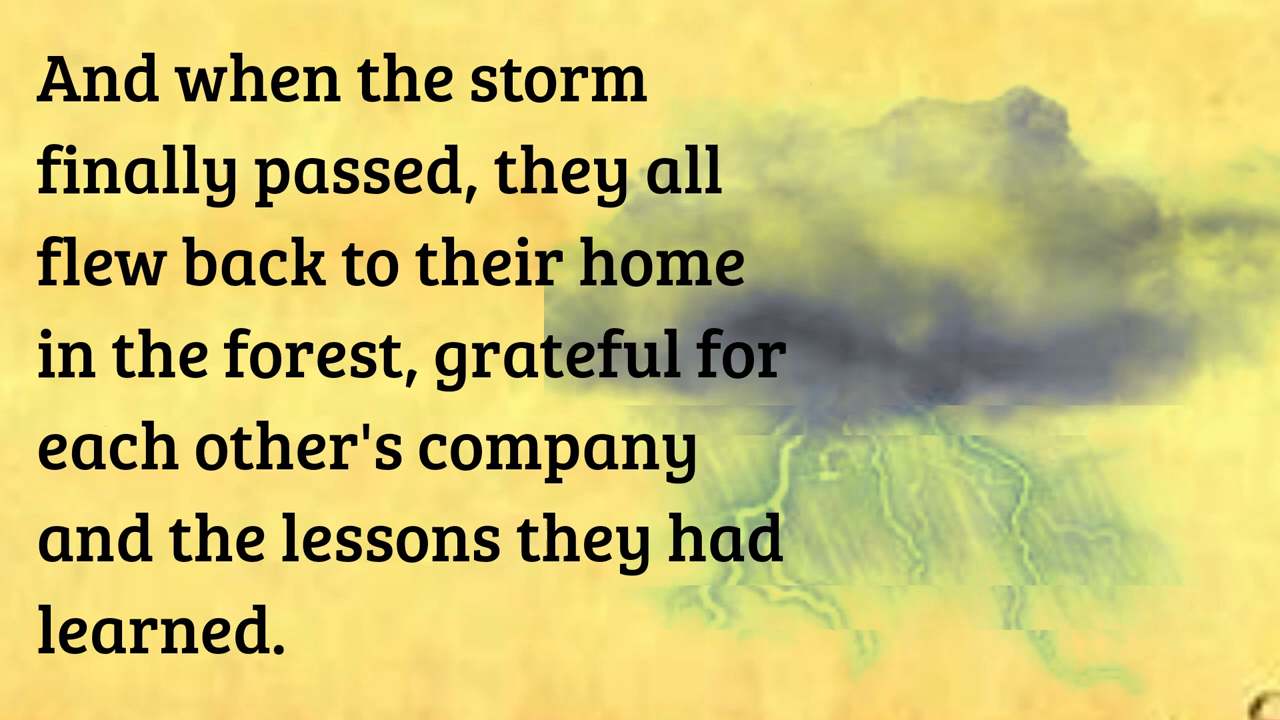 And when the storm
finally passed, they all
flew back to their home
in the forest, grateful for
each other's company
and the lessons they had
learned.